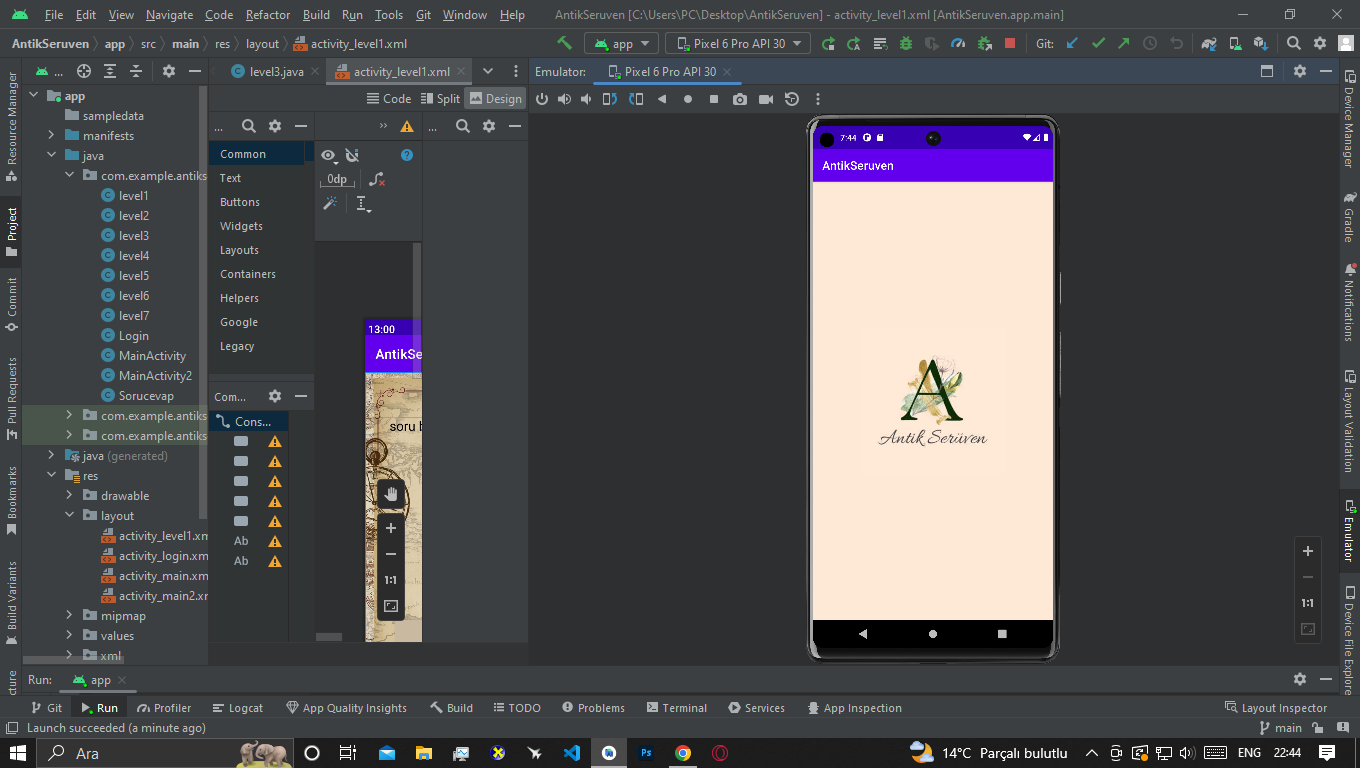 File Edit View Navigate Code Refactor Build Run Tools Git Window Help AntikSeruven [C:\Users\PC\Desktop\AntikSeruven] - activity_level1.xml [AntikSeruven.app.main]
AntikSeruven app src main res layout activity_level1.xml app Pixel 6 Pro API 30 Git:
... level3.java activity_level1.xml Emulator: Pixel 6 Pro API 30
Code Split Design
Resource Manager
Project
Commit
Pull Requests
Bookmarks
Build Variants
cture
app
sampledata
manifests
java
com.example.antiks
level1
level2
level3
level4
level5
level6
level7
Login
MainActivity
MainActivity2
Sorucevap
com.example.antiks
com.example.antiks
java (generated)
res
drawable
layout
activity_level1.xm
activity_login.xm
activity_main.xm
activity_main2.xr
mipmap
values
xml
... » ...
Common
Text
Buttons
Widgets
Layouts
Containers
Helpers
Google
Legacy
0dp
Com...
Cons...
Ab
Ab
13:00
AntikSe
soru b
1:1
7:44
AntikSeruven
A
Antik Serüven
1:1
Device Manager
Gradle
Notifications
Layout Validation
Emulator
Device File Explore
Run: app
Git Run Profiler Logcat App Quality Insights Build TODO Problems Terminal Services App Inspection Layout Inspector
Launch succeeded (a minute ago) main
Ara Ps 14°C Parçalı bulutlu ENG 22:44